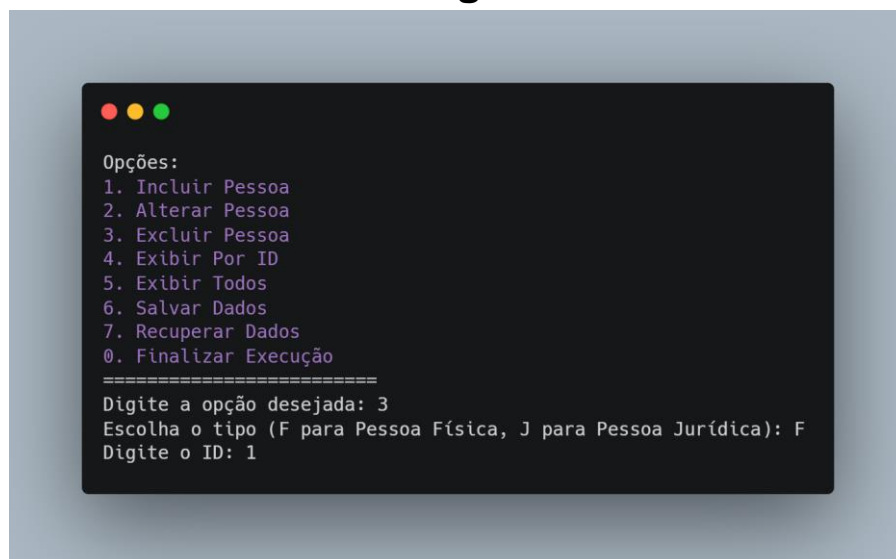 Opções:
1. Incluir Pessoa
2. Alterar Pessoa
3. Excluir Pessoa
4. Exibir Por ID
5. Exibir Todos
6. Salvar Dados
7. Recuperar Dados
0. Finalizar Execução
=========================
Digite a opção desejada: 3
Escolha o tipo (F para Pessoa Física, J para Pessoa Jurídica): F
Digite o ID: 1